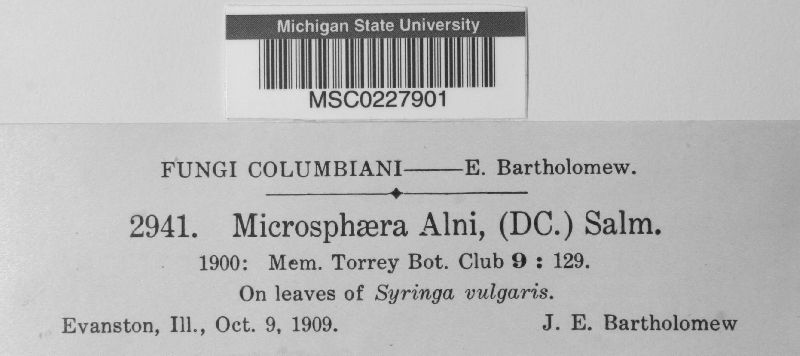 Michigan State University
MSC0227901
FUNGI COLUMBIANI——E. Bartholomew.
2941. Microsphæra Alni, (DC.) Salm.
1900: Mem. Torrey Bot. Club 9 : 129.
On leaves of Syringa vulgaris.
Evanston, Ill., Oct. 9, 1909. J. E. Bartholomew